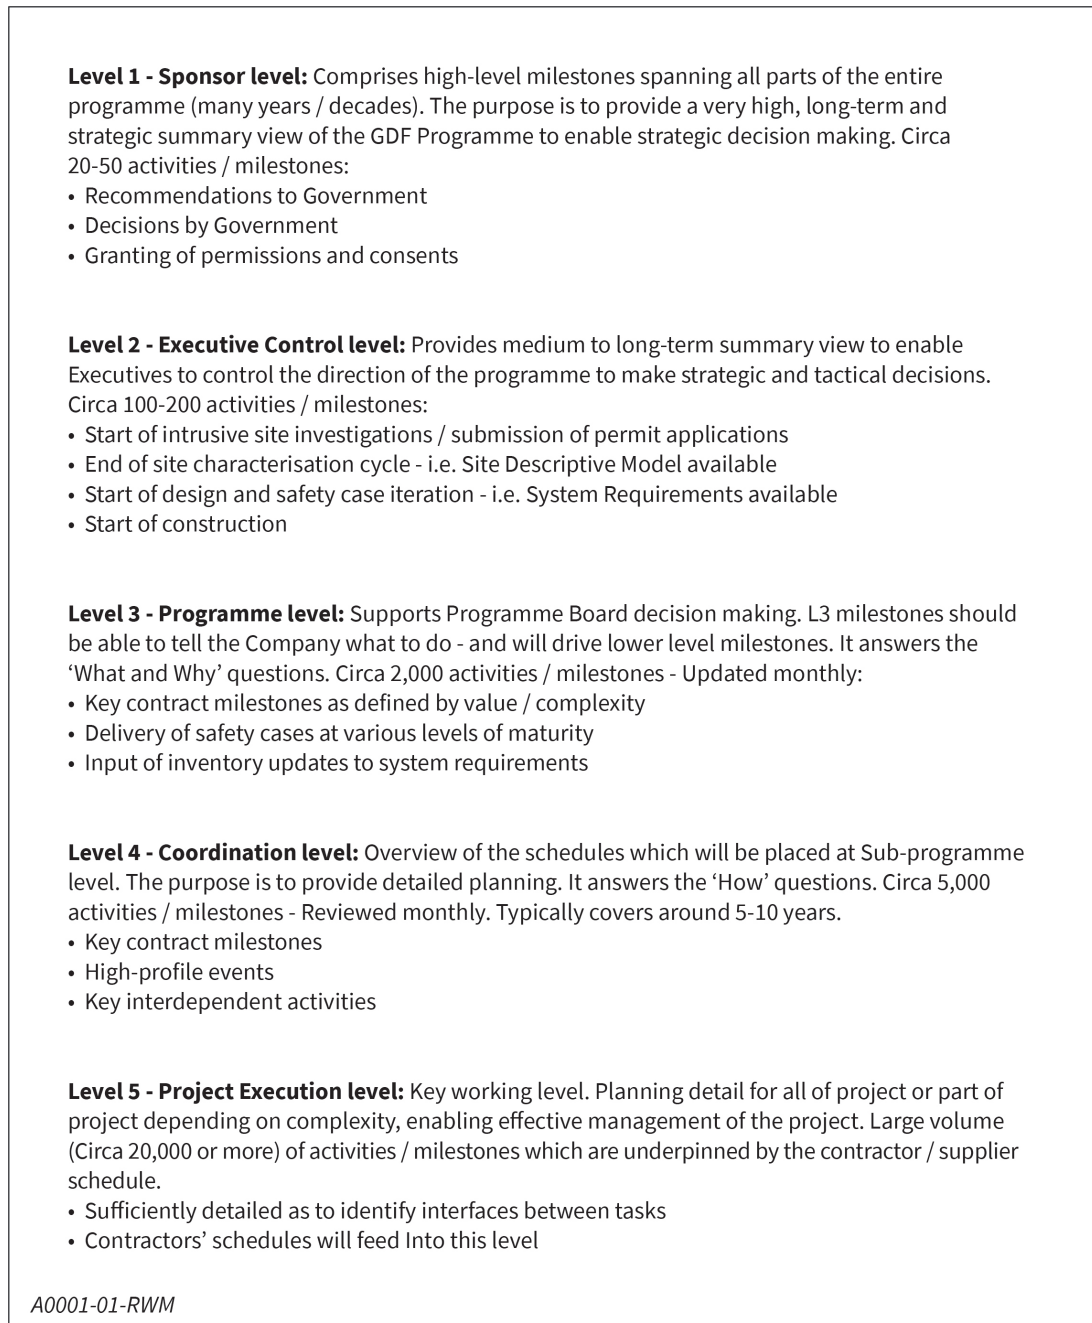 Level 1 - Sponsor level: Comprises high-level milestones spanning all parts of the entire
programme (many years / decades). The purpose is to provide a very high, long-term and
strategic summary view of the GDF Programme to enable strategic decision making. Circa
20-50 activities / milestones:
• Recommendations to Government
• Decisions by Government
• Granting of permissions and consents
Level 2 - Executive Control level: Provides medium to long-term summary view to enable
Executives to control the direction of the programme to make strategic and tactical decisions.
Circa 100-200 activities / milestones:
• Start of intrusive site investigations / submission of permit applications
• End of site characterisation cycle - i.e. Site Descriptive Model available
• Start of design and safety case iteration - i.e. System Requirements available
• Start of construction
Level 3 - Programme level: Supports Programme Board decision making. L3 milestones should
be able to tell the Company what to do - and will drive lower level milestones. It answers the
‘What and Why’ questions. Circa 2,000 activities / milestones - Updated monthly:
• Key contract milestones as defined by value / complexity
• Delivery of safety cases at various levels of maturity
• Input of inventory updates to system requirements
Level 4 - Coordination level: Overview of the schedules which will be placed at Sub-programme
level. The purpose is to provide detailed planning. It answers the ‘How’ questions. Circa 5,000
activities / milestones - Reviewed monthly. Typically covers around 5-10 years.
• Key contract milestones
• High-profile events
• Key interdependent activities
Level 5 - Project Execution level: Key working level. Planning detail for all of project or part of
project depending on complexity, enabling effective management of the project. Large volume
(Circa 20,000 or more) of activities / milestones which are underpinned by the contractor / supplier
schedule.
• Sufficiently detailed as to identify interfaces between tasks
• Contractors’ schedules will feed Into this level
A0001-01-RWM